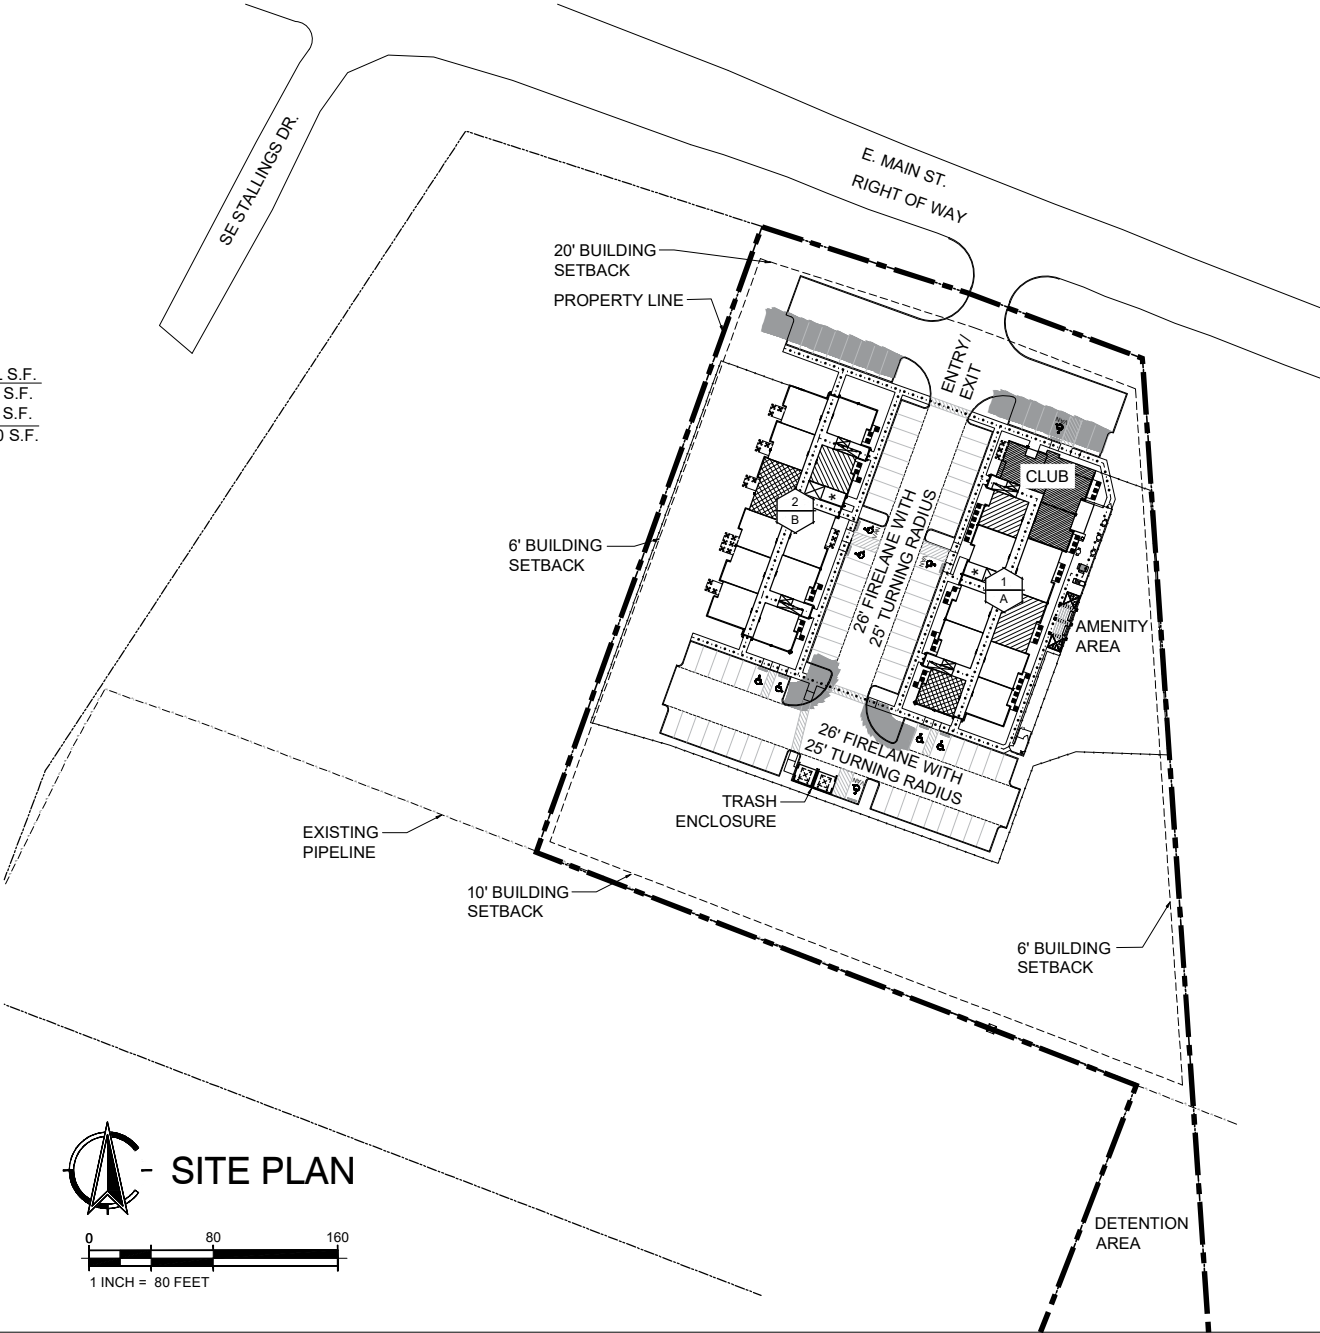 SE STALLINGS DR.
E. MAIN ST.
RIGHT OF WAY
20' BUILDING
SETBACK
PROPERTY LINE
ENTRY/
EXIT
S.F.
S.F.
S.F.
0 S.F.
CLUB
2
B
6' BUILDING
SETBACK
26' FIRELANE WITH
25' TURNING RADIUS
1
A
AMENITY
AREA
26' FIRELANE WITH
25' TURNING RADIUS
TRASH
ENCLOSURE
EXISTING
PIPELINE
10' BUILDING
SETBACK
6' BUILDING
SETBACK
SITE PLAN
0 80 160
1 INCH = 80 FEET
DETENTION
AREA